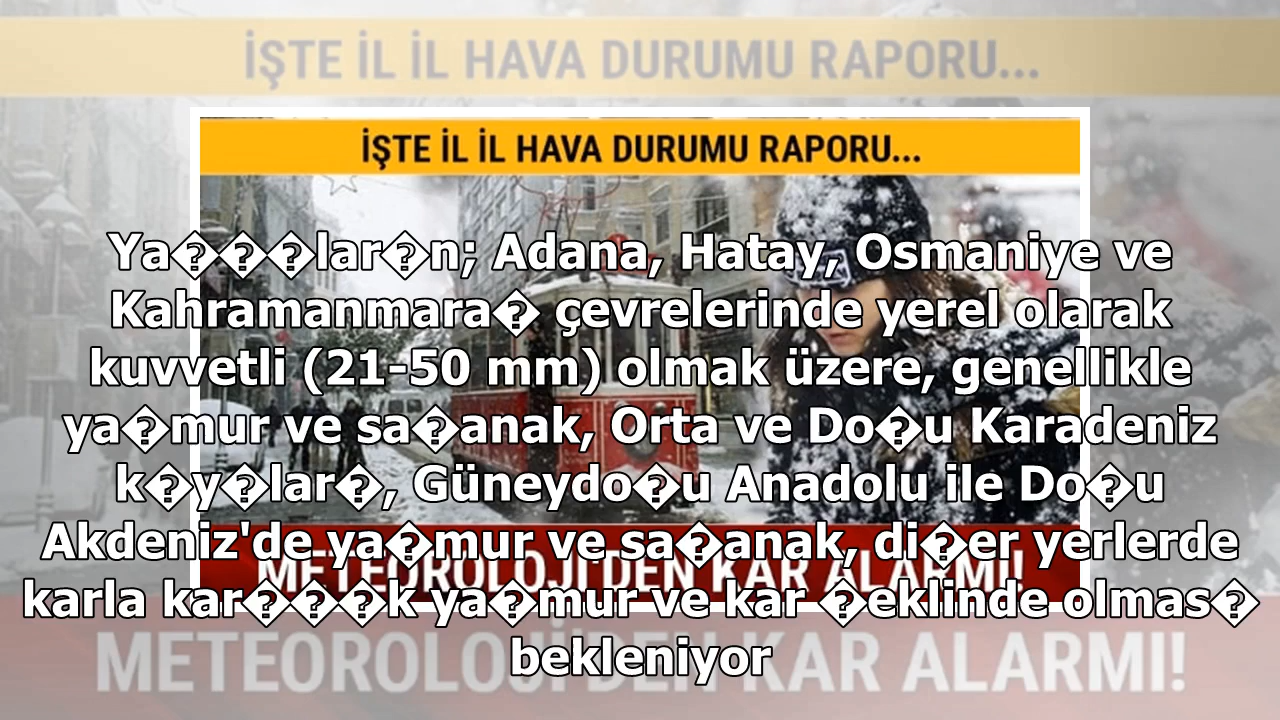 İŞTE İL İL HAVA DURUMU RAPORU...
İŞTE İL İL HAVA DURUMU RAPORU...
Ya���lar�n; Adana, Hatay, Osmaniye ve
Kahramanmara� çevrelerinde yerel olarak
kuvvetli (21-50 mm) olmak üzere, genellikle
ya�mur ve sa�anak, Orta ve Do�u Karadeniz
k�y�lar�, Güneydo�u Anadolu ile Do�u
Akdeniz'de ya�mur ve sa�anak, di�er yerlerde
METEOROLOJİ'DEN KAR ALARMI!
karla kar���k ya�mur ve kar �eklinde olmas�
bekleniyor
METEOROLOJİ'DEN KAR ALARMI!